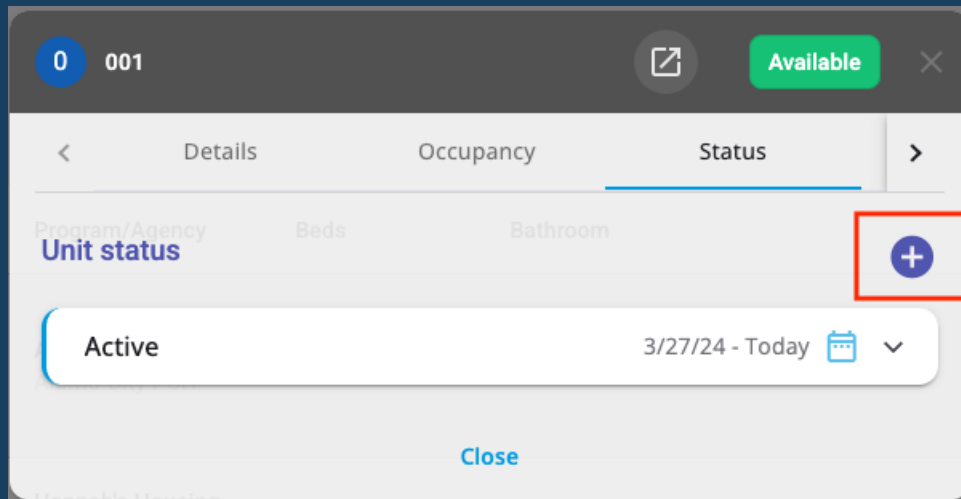 0 001 Available
Details Occupancy Status
Program/Agency Beds Bathroom
Unit status
Active 3/27/24 - Today
Close